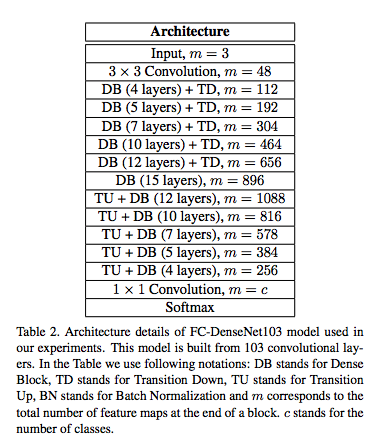 Architecture
Input, m = 3
3 × 3 Convolution, m = 48
DB (4 layers) + TD, m = 112
DB (5 layers) + TD, m = 192
DB (7 layers) + TD, m = 304
DB (10 layers) + TD, m = 464
DB (12 layers) + TD, m = 656
DB (15 layers), m = 896
TU + DB (12 layers), m = 1088
TU + DB (10 layers), m = 816
TU + DB (7 layers), m = 578
TU + DB (5 layers), m = 384
TU + DB (4 layers), m = 256
1 × 1 Convolution, m = c
Softmax
Table 2. Architecture details of FC-DenseNet103 model used in
our experiments. This model is built from 103 convolutional lay-
ers. In the Table we use following notations: DB stands for Dense
Block, TD stands for Transition Down, TU stands for Transition
Up, BN stands for Batch Normalization and m corresponds to the
total number of feature maps at the end of a block. c stands for the
number of classes.